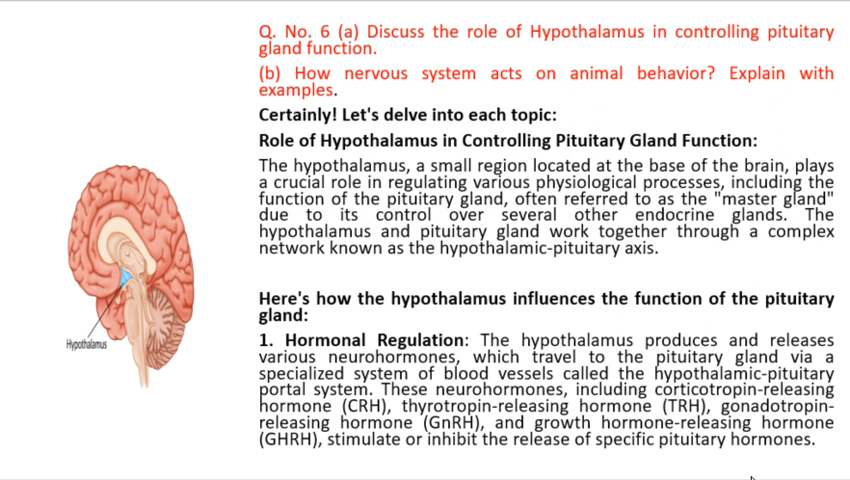 Q. No. 6 (a) Discuss the role of Hypothalamus in controlling pituitary
gland function.
(b) How nervous system acts on animal behavior? Explain with
examples.
Certainly! Let's delve into each topic:
Role of Hypothalamus in Controlling Pituitary Gland Function:
The hypothalamus, a small region located at the base of the brain, plays
a crucial role in regulating various physiological processes, including the
function of the pituitary gland, often referred to as the "master gland"
due to its control over several other endocrine glands. The
hypothalamus and pituitary gland work together through a complex
network known as the hypothalamic-pituitary axis.
Here's how the hypothalamus influences the function of the pituitary
gland:
1. Hormonal Regulation: The hypothalamus produces and releases
various neurohormones, which travel to the pituitary gland via a
specialized system of blood vessels called the hypothalamic-pituitary
portal system. These neurohormones, including corticotropin-releasing
hormone (CRH), thyrotropin-releasing hormone (TRH), gonadotropin-
releasing hormone (GnRH), and growth hormone-releasing hormone
(GHRH), stimulate or inhibit the release of specific pituitary hormones.
Hypothalamus